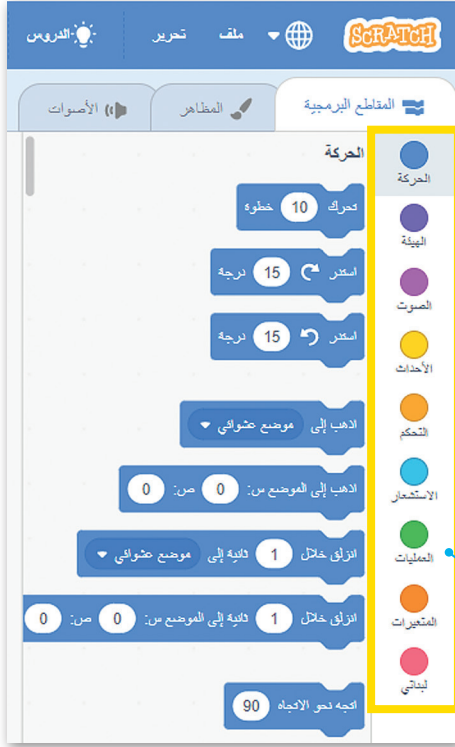 SCRATCH ملف تحرير الدروس
المقاطع البرمجية المظاهر الأصوات
الحركة
الهيئة
الصوت
الأحداث
التحكم
الاستشعار
العمليات
المتغيرات
لبناتي
الحركة
تحرك 10 خطوة
استدر 15 درجة
استدر 15 درجة
اذهب إلى موضع عشوائي
اذهب إلى الموضع س: 0 ص: 0
انزلق خلال 1 ثانية إلى موضع عشوائي
انزلق خلال 1 ثانية إلى الموضع س: 0 ص: 0
اتجه نحو الاتجاه 90